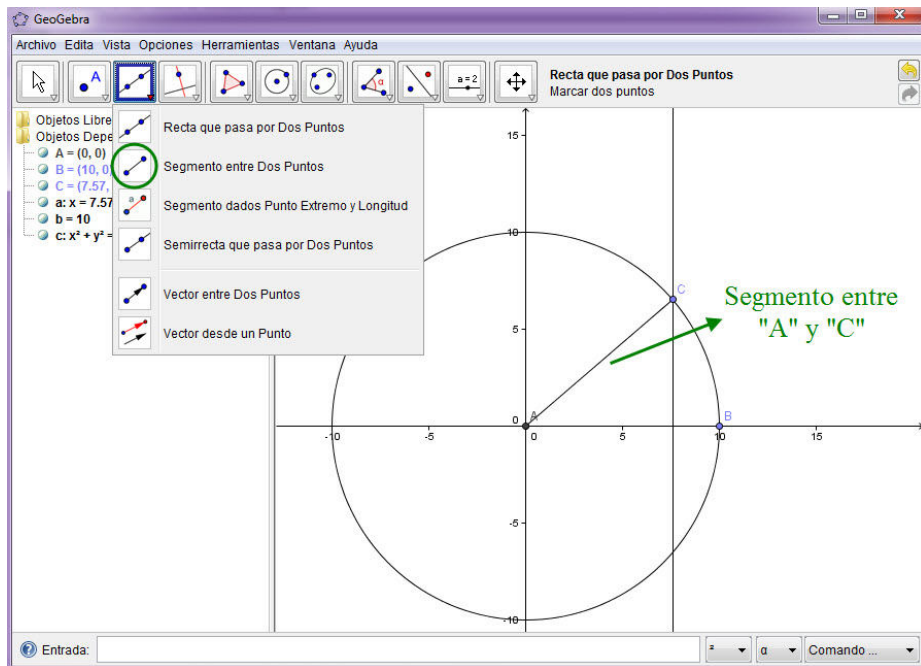 GeoGebra
Archivo Edita Vista Opciones Herramientas Ventana Ayuda
A
α
a = 2
Recta que pasa por Dos Puntos
Marcar dos puntos
Objetos Libre
Objetos Depe
A = (0, 0)
B = (10, 0
C = (7.57,
a: x = 7.57
b = 10
c: x² + y² =
Recta que pasa por Dos Puntos
Segmento entre Dos Puntos
a
Segmento dados Punto Extremo y Longitud
Semirrecta que pasa por Dos Puntos
Vector entre Dos Puntos
Vector desde un Punto
15
10
C
Segmento entre
"A" y "C"
5
A
B
0
-10
-5
0
5
10
15
-5
-10
Entrada:
²
α
Comando ...